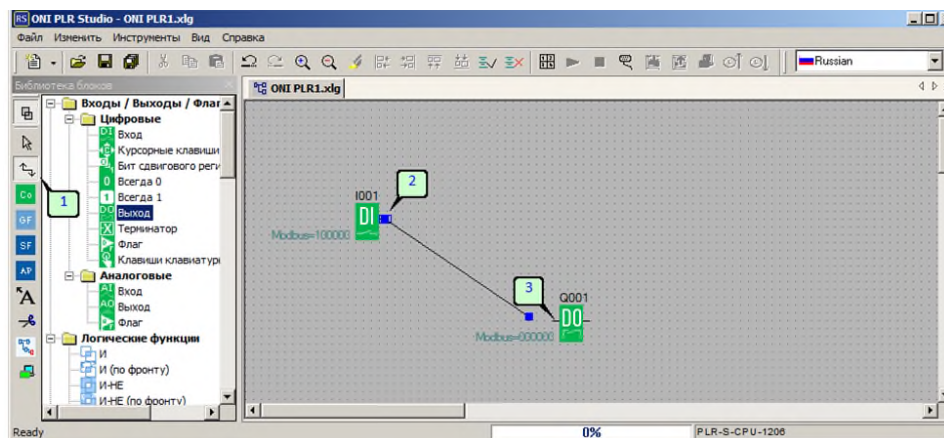 RS ONI PLR Studio - ONI PLR1.xlg
Файл Изменить Инструменты Вид Справка
Russian
Библиотека блоков
ONI PLR1.xlg
Входы / Выходы / Флаг
Цифровые
DI Вход
Курсорные клавиши
Бит сдвигового реги
0 Всегда 0
1 Всегда 1
DO Выход
Терминатор
Флаг
Клавиши клавиатуры
Аналоговые
AI Вход
AO Выход
Флаг
Логические функции
И
И (по фронту)
И-НЕ
И-НЕ (по фронту)
Co
GF
SF
AP
A
1
2
I001
DI
Modbus=100000
3
Q001
DO
Modbus=000000
Ready
0%
PLR-S-CPU-1206